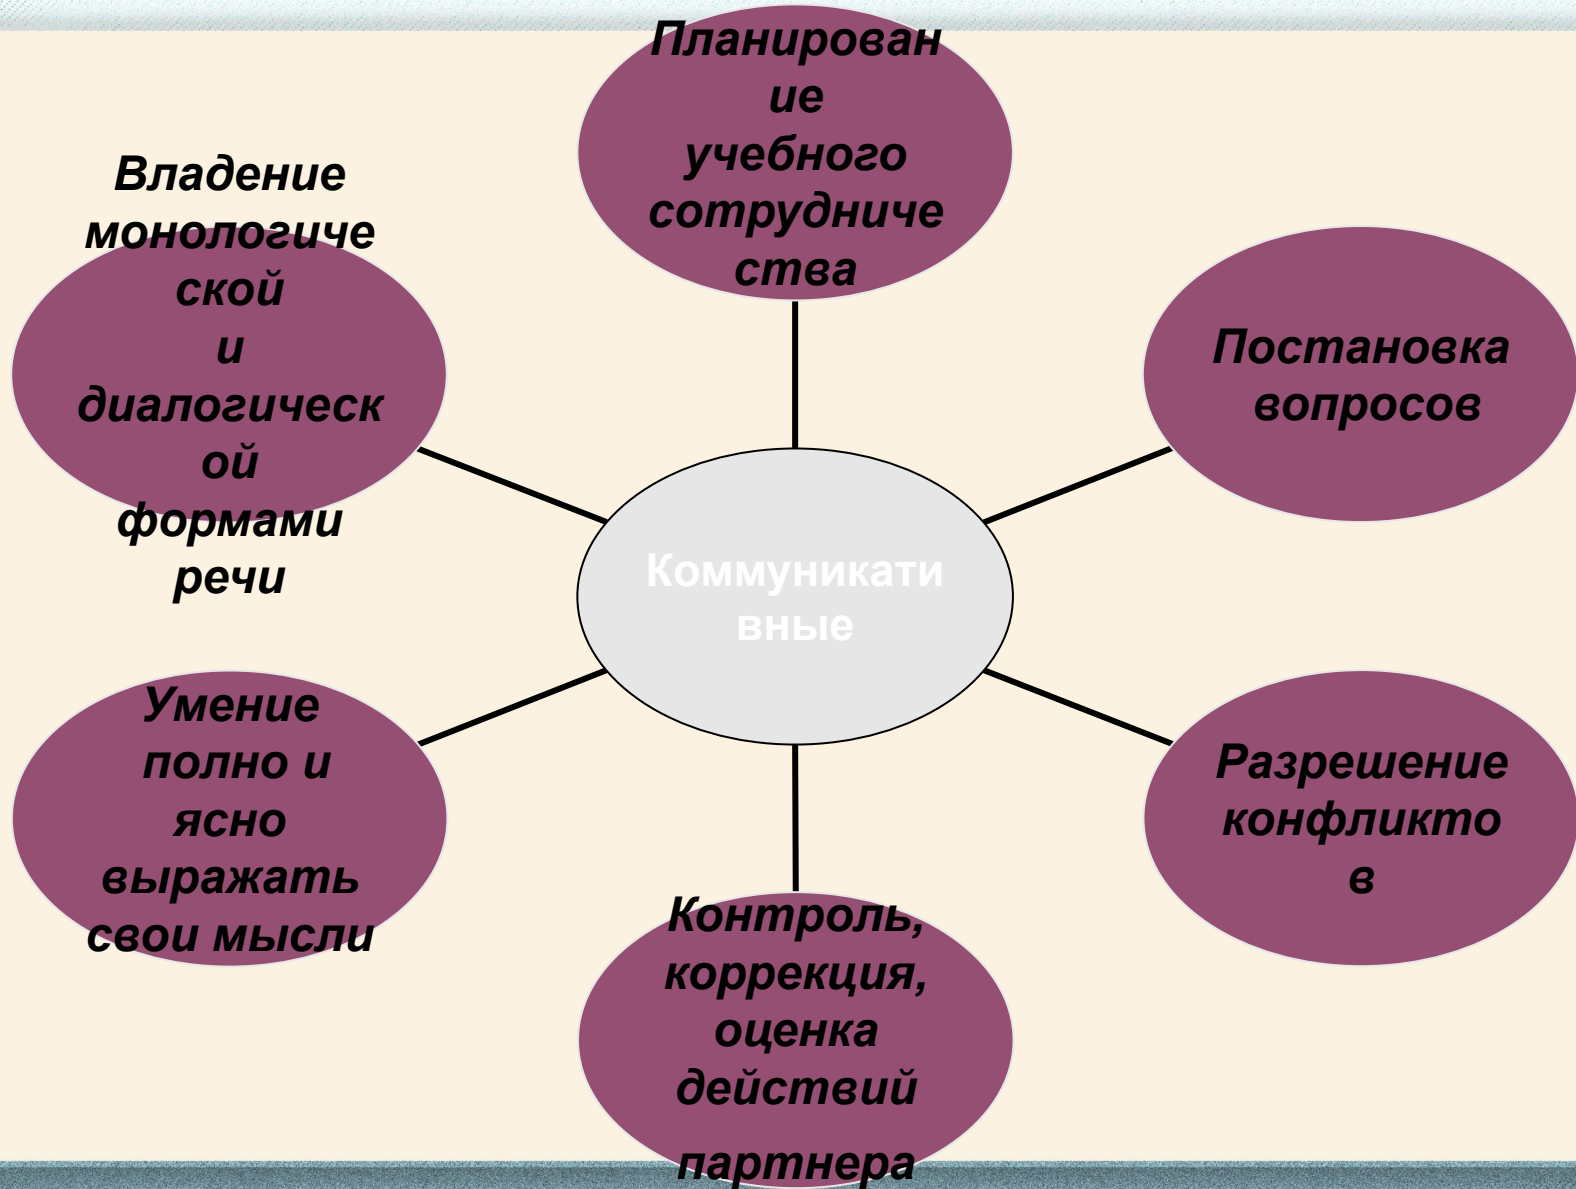 Планирован
ие
учебного
сотрудниче
ства
Владение
монологиче
ской
и
диалогическ
ой
формами
речи
Постановка
вопросов
Коммуникати
вные
Умение
полно и
ясно
выражать
свои мысли
Разрешение
конфликто
в
Контроль,
коррекция,
оценка
действий
партнера